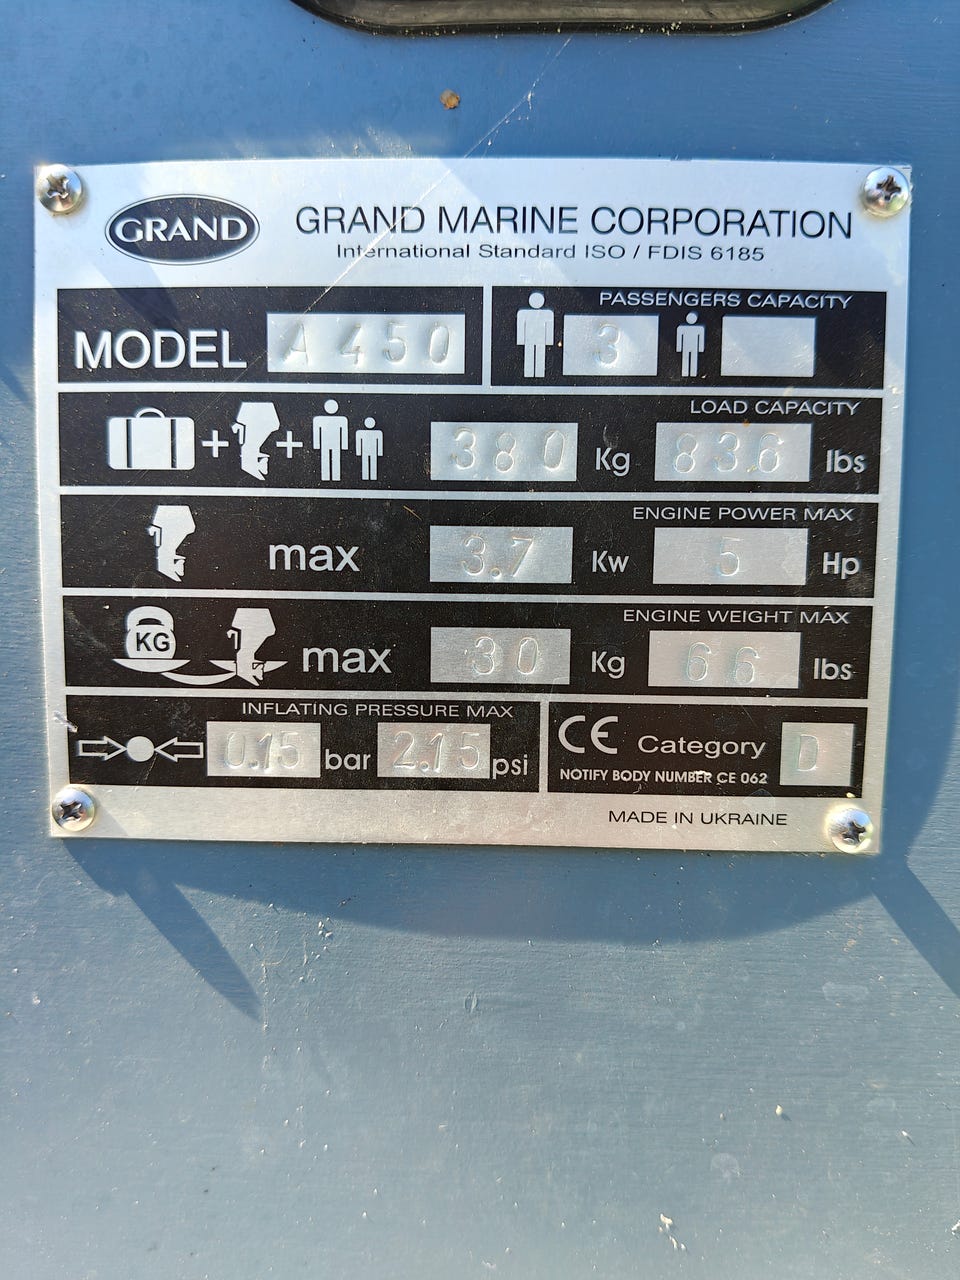 GRAND
GRAND MARINE CORPORATION
International Standard ISO / FDIS 6185
MODEL A 450
PASSENGERS CAPACITY
3
LOAD CAPACITY
380 Kg 836 lbs
ENGINE POWER MAX
max 3.7 Kw 5 Hp
ENGINE WEIGHT MAX
KG max 30 Kg 66 lbs
INFLATING PRESSURE MAX
0.15 bar 2.15 psi
CE Category D
NOTIFY BODY NUMBER CE 062
MADE IN UKRAINE